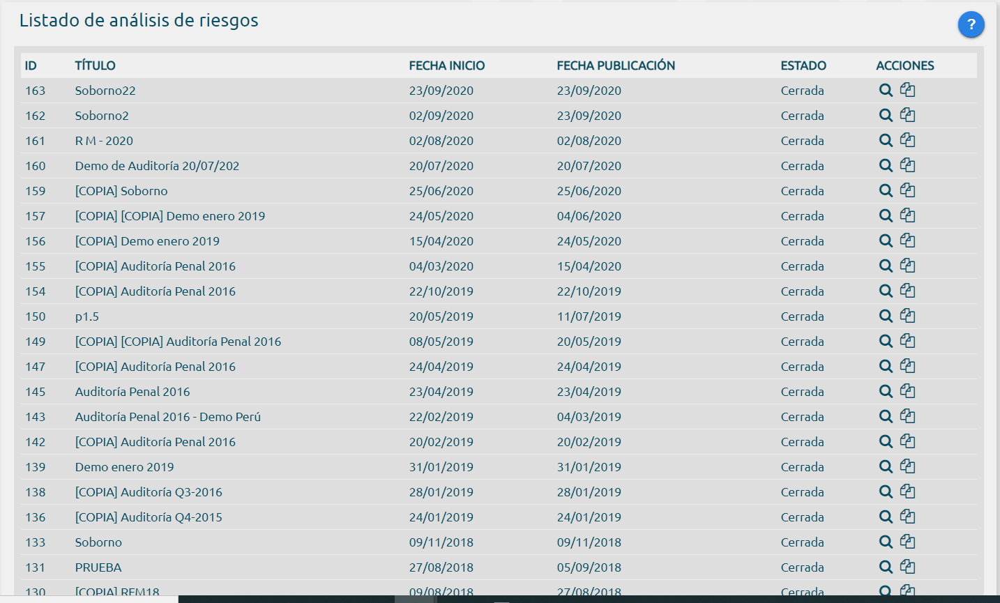 Listado de análisis de riesgos
?
ID TÍTULO FECHA INICIO FECHA PUBLICACIÓN ESTADO ACCIONES
163 Soborno22 23/09/2020 23/09/2020 Cerrada
162 Soborno2 02/09/2020 23/09/2020 Cerrada
161 R M - 2020 02/08/2020 02/08/2020 Cerrada
160 Demo de Auditoría 20/07/202 20/07/2020 20/07/2020 Cerrada
159 [COPIA] Soborno 25/06/2020 25/06/2020 Cerrada
157 [COPIA] [COPIA] Demo enero 2019 24/05/2020 04/06/2020 Cerrada
156 [COPIA] Demo enero 2019 15/04/2020 24/05/2020 Cerrada
155 [COPIA] Auditoría Penal 2016 04/03/2020 15/04/2020 Cerrada
154 [COPIA] Auditoría Penal 2016 22/10/2019 22/10/2019 Cerrada
150 p1.5 20/05/2019 11/07/2019 Cerrada
149 [COPIA] [COPIA] Auditoría Penal 2016 08/05/2019 20/05/2019 Cerrada
147 [COPIA] Auditoría Penal 2016 24/04/2019 24/04/2019 Cerrada
145 Auditoría Penal 2016 23/04/2019 23/04/2019 Cerrada
143 Auditoría Penal 2016 - Demo Perú 22/02/2019 04/03/2019 Cerrada
142 [COPIA] Auditoría Penal 2016 20/02/2019 20/02/2019 Cerrada
139 Demo enero 2019 31/01/2019 31/01/2019 Cerrada
138 [COPIA] Auditoría Q3-2016 28/01/2019 28/01/2019 Cerrada
136 [COPIA] Auditoría Q4-2015 24/01/2019 24/01/2019 Cerrada
133 Soborno 09/11/2018 09/11/2018 Cerrada
131 PRUEBA 27/08/2018 05/09/2018 Cerrada
130 [COPIA] RFM18 09/08/2018 27/08/2018 Cerrada